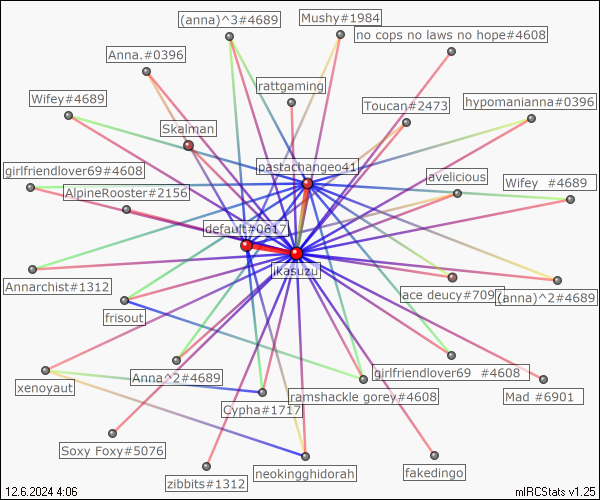 (anna)^3#4689
Mushy#1984
no cops no laws no hope#4608
Anna.#0396
rattgaming
Wifey#4689
Toucan#2473
hypomanianna#0396
Skalman
pastachangeo41
girlfriendlover69#4608
avelicious
Wifey  #4689
AlpineRooster#2156
default#0617
jikasuzu
Annarchist#1312
ace deucy#709
(anna)^2#4689
frisout
Anna^2#4689
girlfriendlover69  #4608
xenoyaut
ramshackle gorey#4608
Mad #6901
Cypha#1717
Soxy Foxy#5076
zibbits#1312
neokingghidorah
fakedingo
12.6.2024 4:06
mIRCStats v1.25